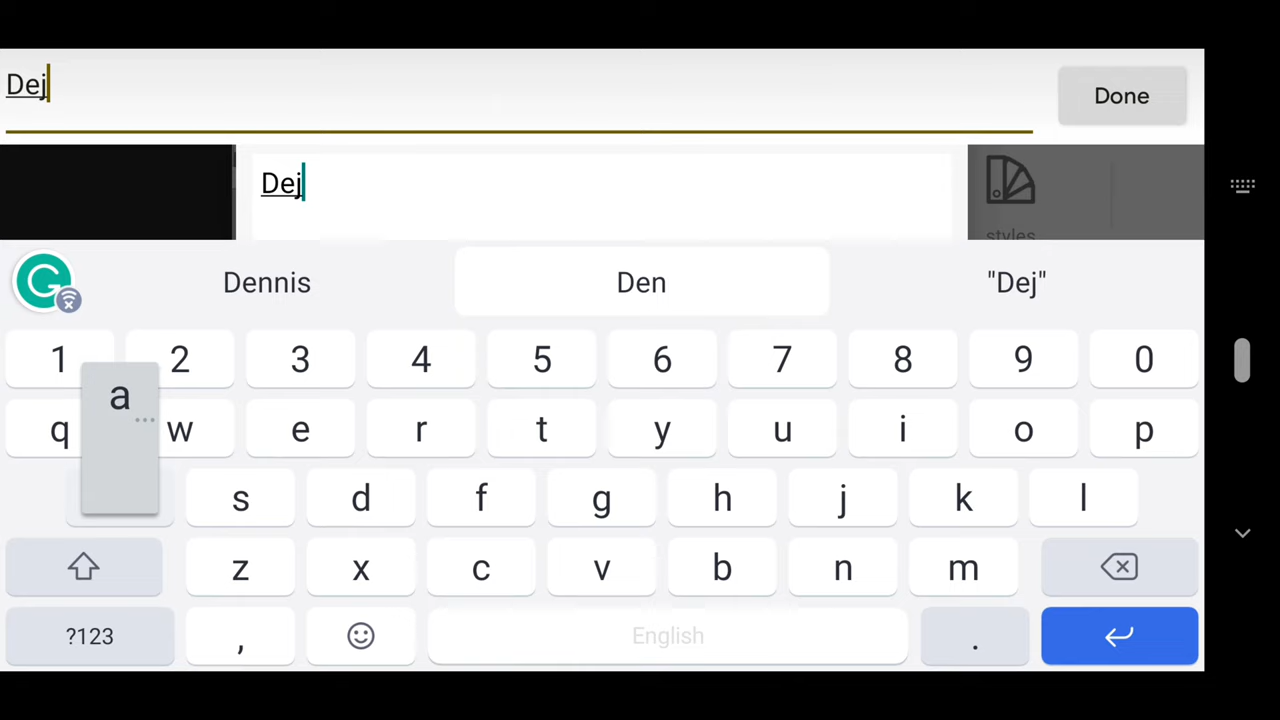 Dej
Done
Dej
styles
Dennis Den "Dej"
1 2 3 4 5 6 7 8 9 0
q w e r t y u i o p
a s d f g h j k l
z x c v b n m
?123 , English .